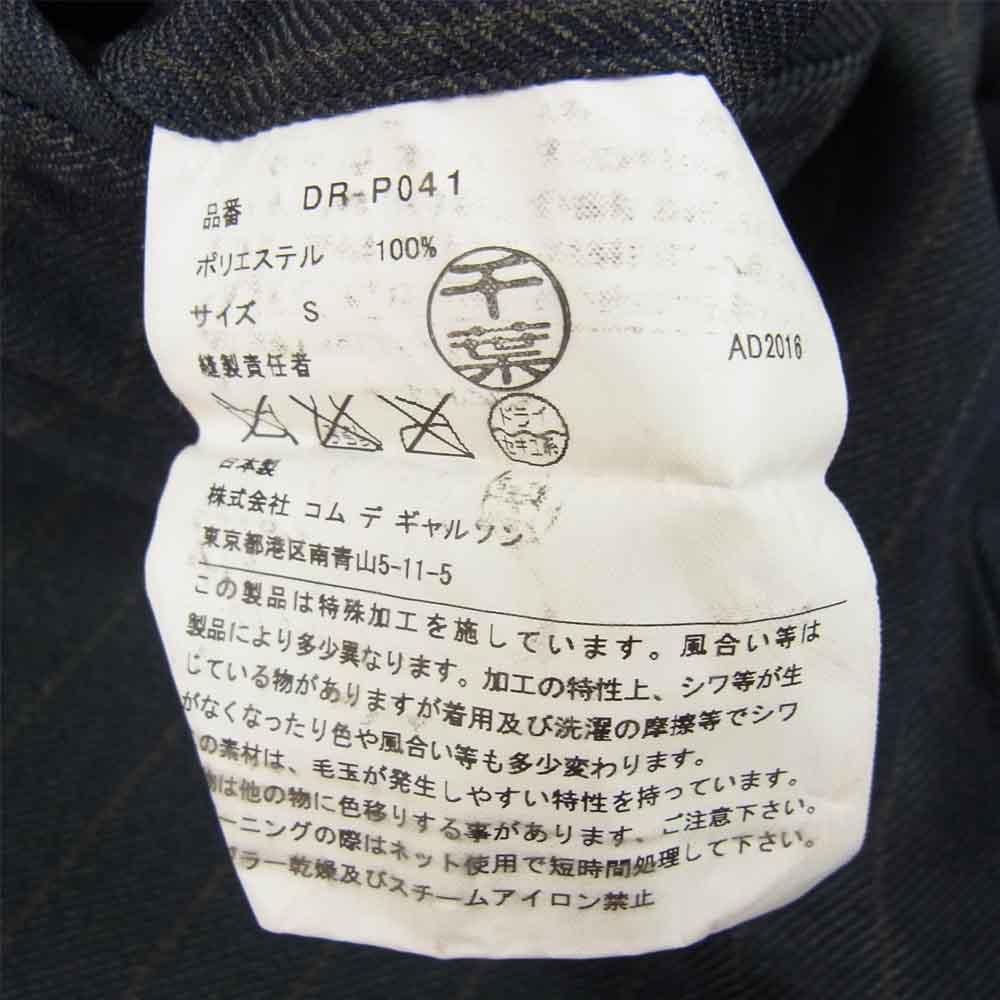 品番 DR-P041
ポリエステル 100%
サイズ S
千葉
AD2016
縫製責任者
ドライ
セキユ系
日本製
株式会社 コム デ ギャルソン
東京都港区南青山5-11-5
この製品は特殊加工を施しています。風合い等は
製品により多少異なります。加工の特性上、シワ等が生
じている物がありますが着用及び洗濯の摩擦等でシワ
がなくなったり色や風合い等も多少変わります。
の素材は、毛玉が発生しやすい特性を持っています。
物は他の物に色移りする事があります、ご注意下さい。
ーニングの際はネット使用で短時間処理して下さい。
ラー乾燥及びスチームアイロン禁止